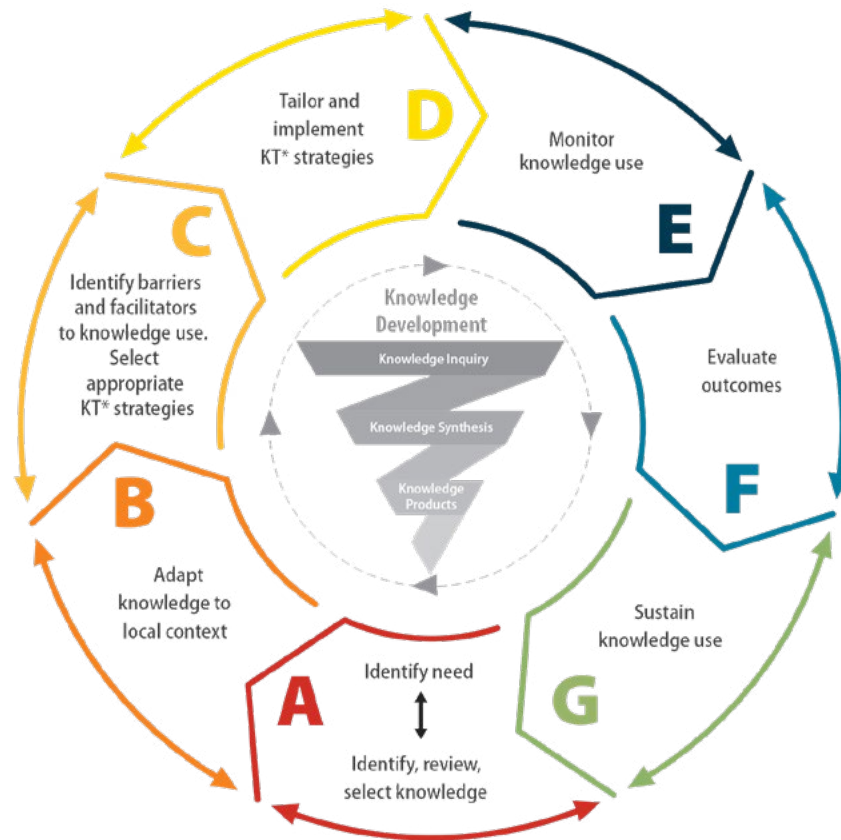 Knowledge
Development
Knowledge Inquiry
Knowledge Synthesis
Knowledge
Products
A
Identify need
Identify, review,
select knowledge
B
Adapt
knowledge to
local context
C
Identify barriers
and facilitators
to knowledge use.
Select
appropriate
KT* strategies
D
Tailor and
implement
KT* strategies
E
Monitor
knowledge use
F
Evaluate
outcomes
G
Sustain
knowledge use